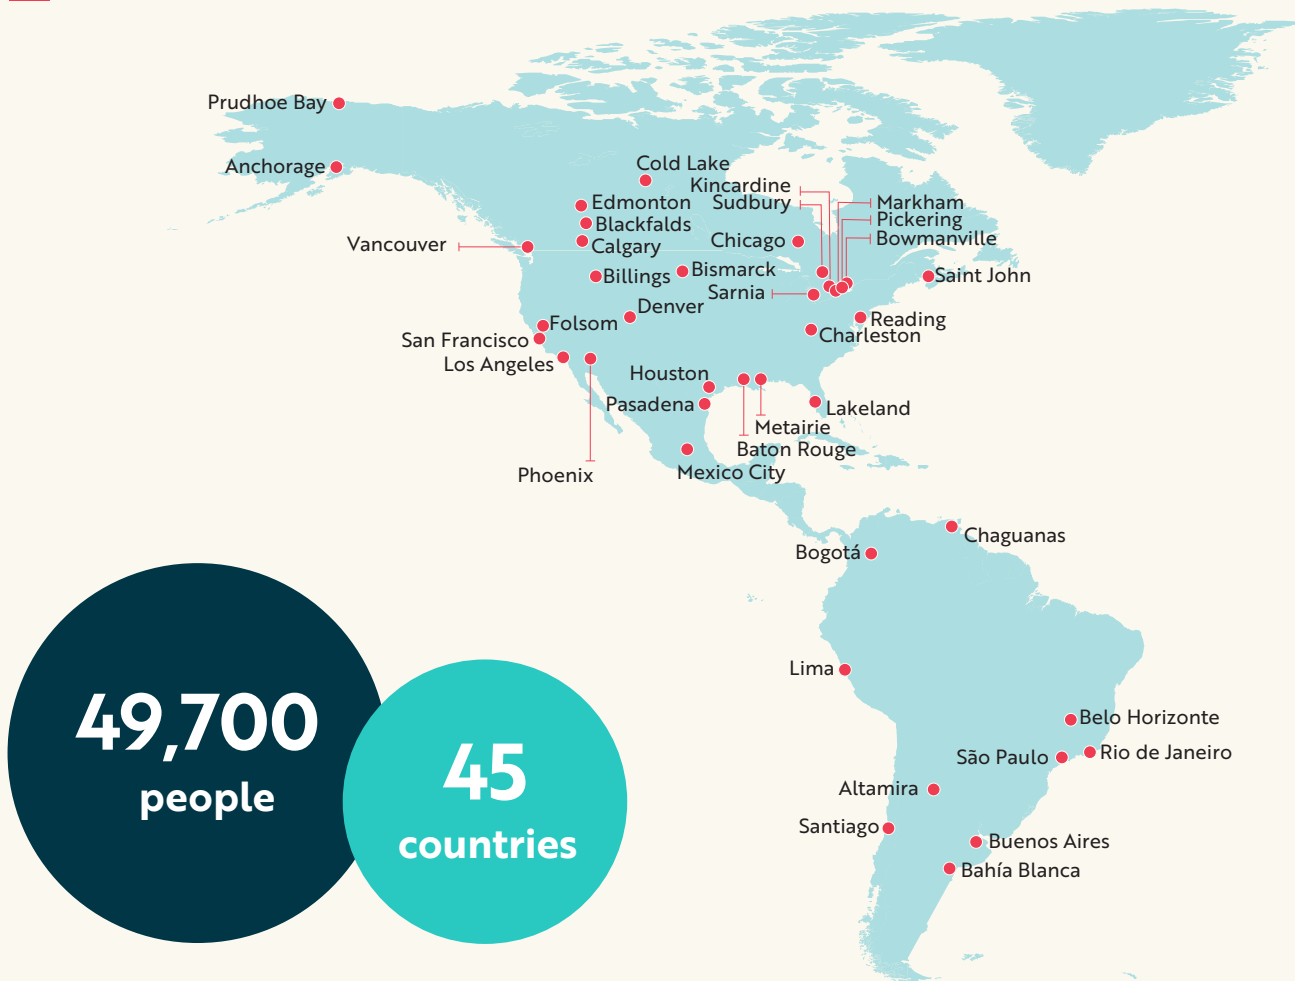 Prudhoe Bay
Anchorage
Cold Lake
Kincardine
Sudbury
Markham
Pickering
Bowmanville
Edmonton
Blackfalds
Calgary
Vancouver
Chicago
Billings
Bismarck
Sarnia
Saint John
Denver
Folsom
San Francisco
Los Angeles
Reading
Charleston
Houston
Pasadena
Lakeland
Metairie
Baton Rouge
Mexico City
Phoenix
Chaguanas
Bogotá
Lima
Belo Horizonte
Rio de Janeiro
São Paulo
Altamira
Santiago
Buenos Aires
Bahía Blanca
49,700
people
45
countries